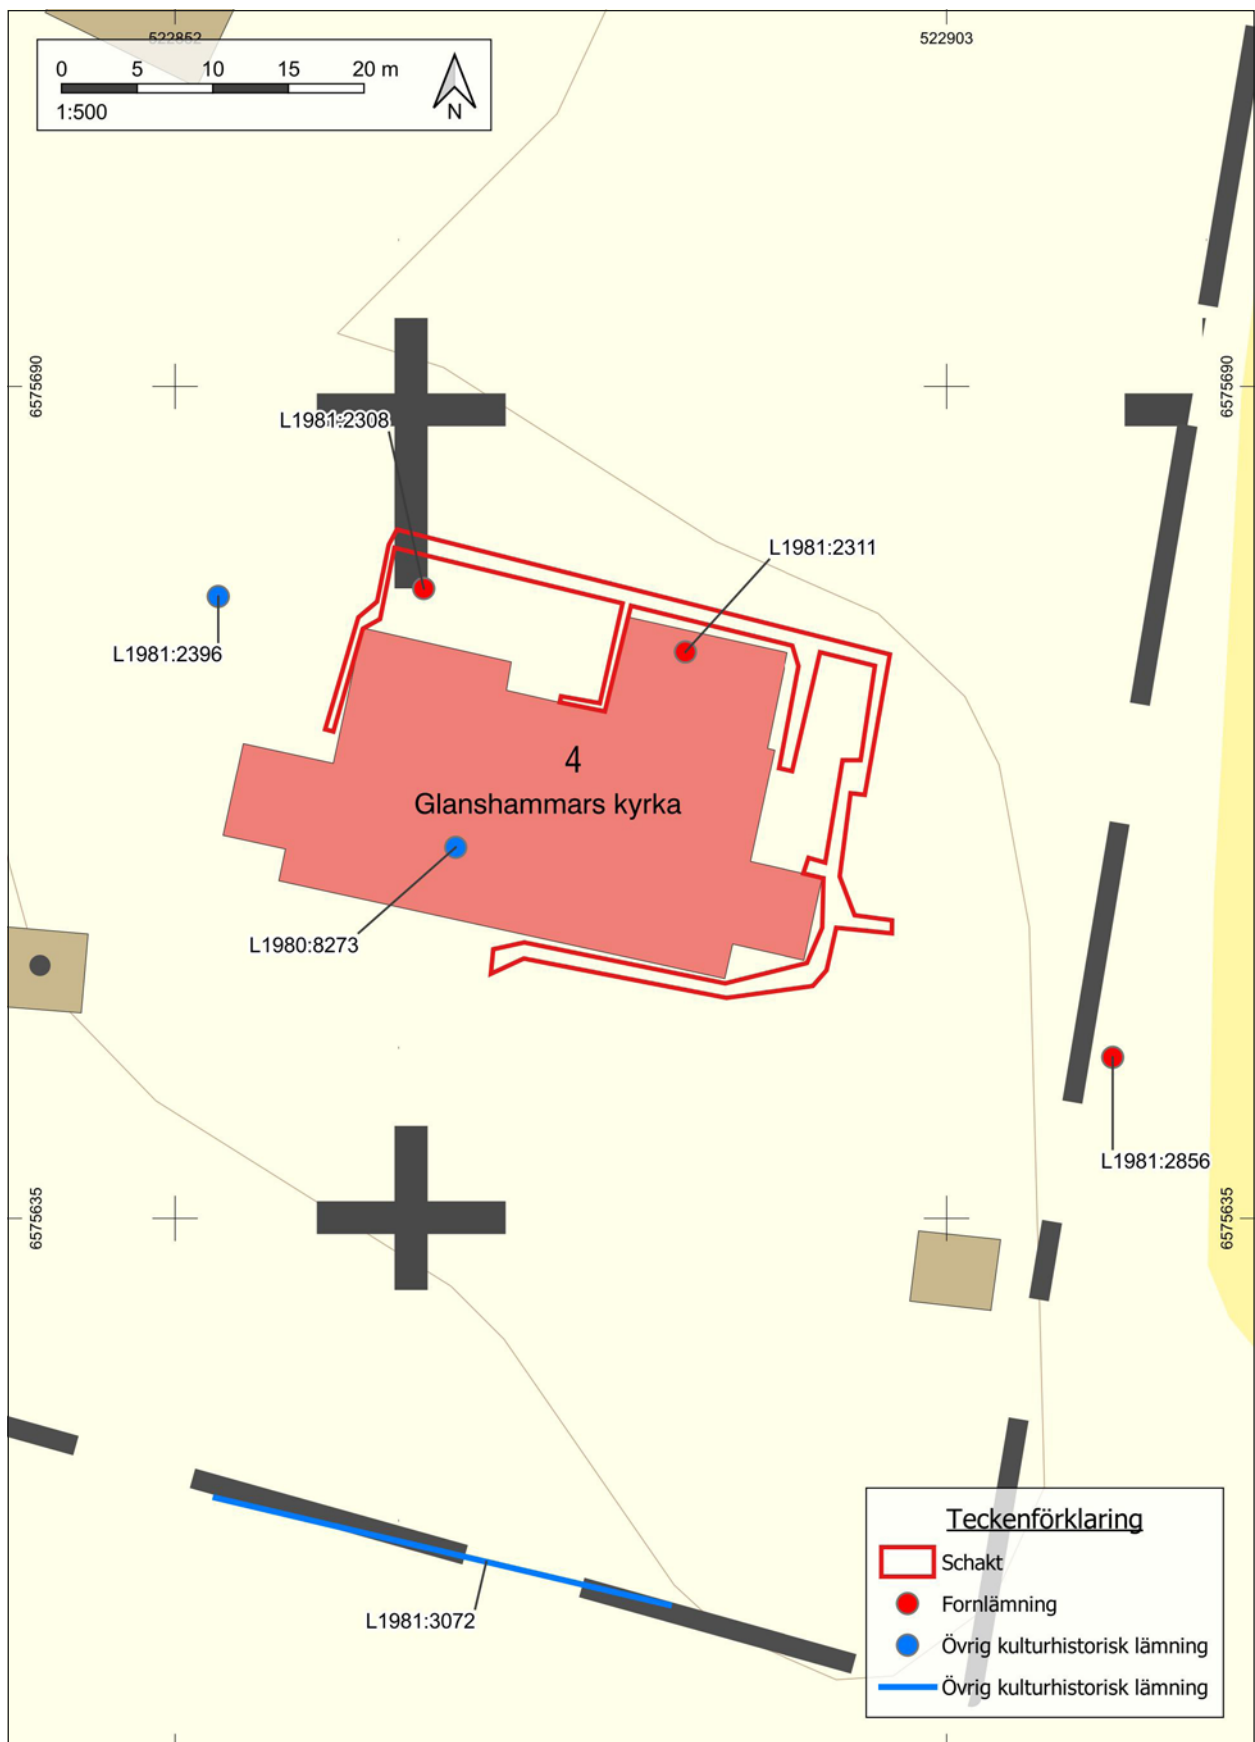 522852
522903
0 5 10 15 20 m
1:500
N
6575690
6575690
L1981:2308
L1981:2311
L1981:2396
4
Glanshammars kyrka
L1980:8273
L1981:2856
6575635
6575635
L1981:3072
Teckenförklaring
Schakt
Fornlämning
Övrig kulturhistorisk lämning
Övrig kulturhistorisk lämning